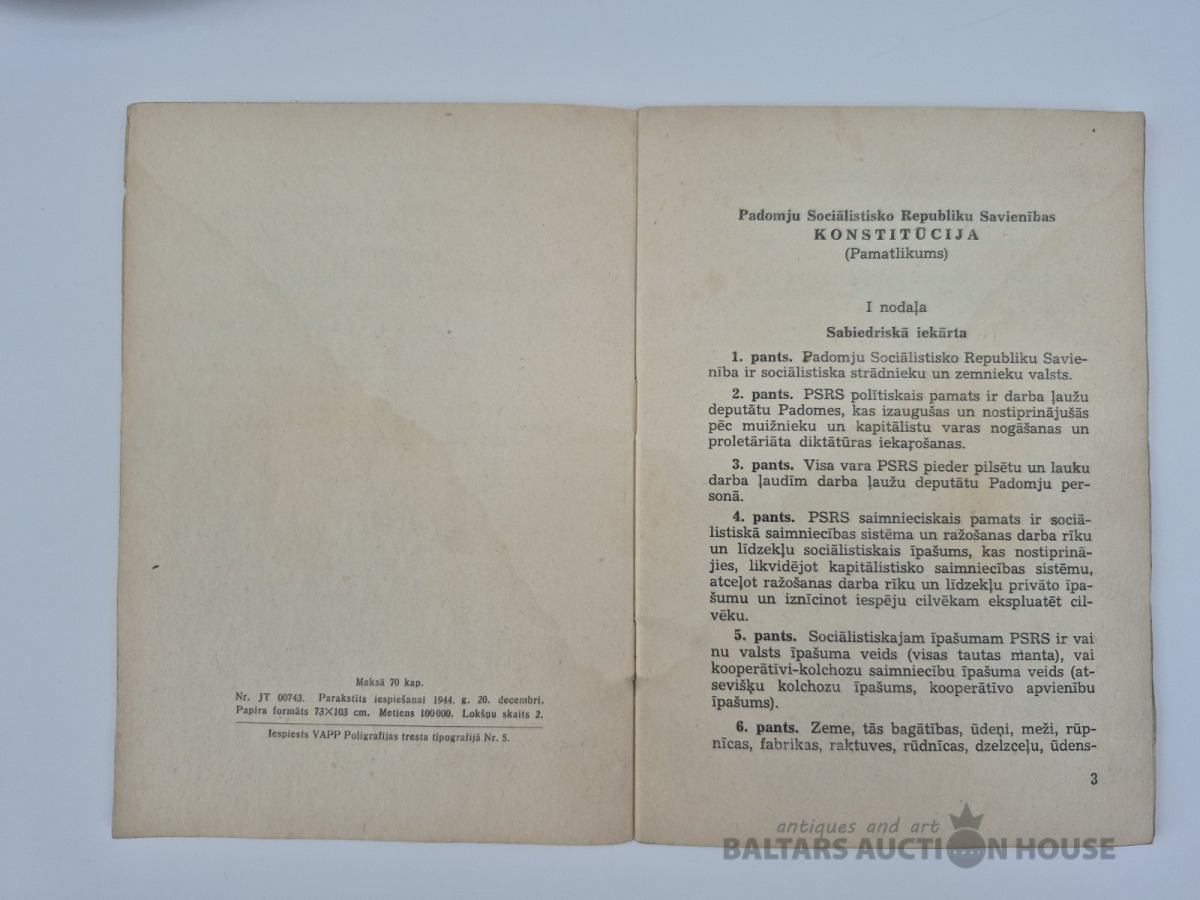 Maksā 70 kap.
Nr. JT 00743. Parakstīts iespiešanai 1944. g. 20. decembrī.
Papīra formāts 73×103 cm. Metiens 100000. Lokšņu skaits 2.
Iespiests VAPP Poligrafijas tresta tipografijā Nr. 5.
Padomju Sociālistisko Republiku Savienības
KONSTITŪCIJA
(Pamatlikums)
I nodaļa
Sabiedriskā iekārta
1. pants. Padomju Sociālistisko Republiku Savie-
nība ir sociālistiska strādnieku un zemnieku valsts.
2. pants. PSRS polītiskais pamats ir darba ļaužu
deputātu Padomes, kas izaugušas un nostiprinājušās
pēc muižnieku un kapitālistu varas nogāšanas un
proletāriāta diktātūras iekaŗošanas.
3. pants. Visa vara PSRS pieder pilsētu un lauku
darba ļaudīm darba ļaužu deputātu Padomju per-
sonā.
4. pants. PSRS saimnieciskais pamats ir sociā-
listiskā saimniecības sistēma un ražošanas darba rīku
un līdzekļu sociālistiskais īpašums, kas nostiprinā-
jies, likvidējot kapitālistisko saimniecības sistēmu,
atceļot ražošanas darba rīku un līdzekļu privāto īpa-
šumu un iznīcinot iespēju cilvēkam ekspluatēt cil-
vēku.
5. pants. Sociālistiskajam īpašumam PSRS ir vai
nu valsts īpašuma veids (visas tautas manta), vai
kooperātīvi-kolchozu saimniecību īpašuma veids (at-
sevišķu kolchozu īpašums, kooperātīvo apvienību
īpašums).
6. pants. Zeme, tās bagātības, ūdeņi, meži, rūp-
nīcas, fabrikas, raktuves, rūdnīcas, dzelzceļu, ūdens-
3
antiques and art
BALTARS AUCTION HOUSE